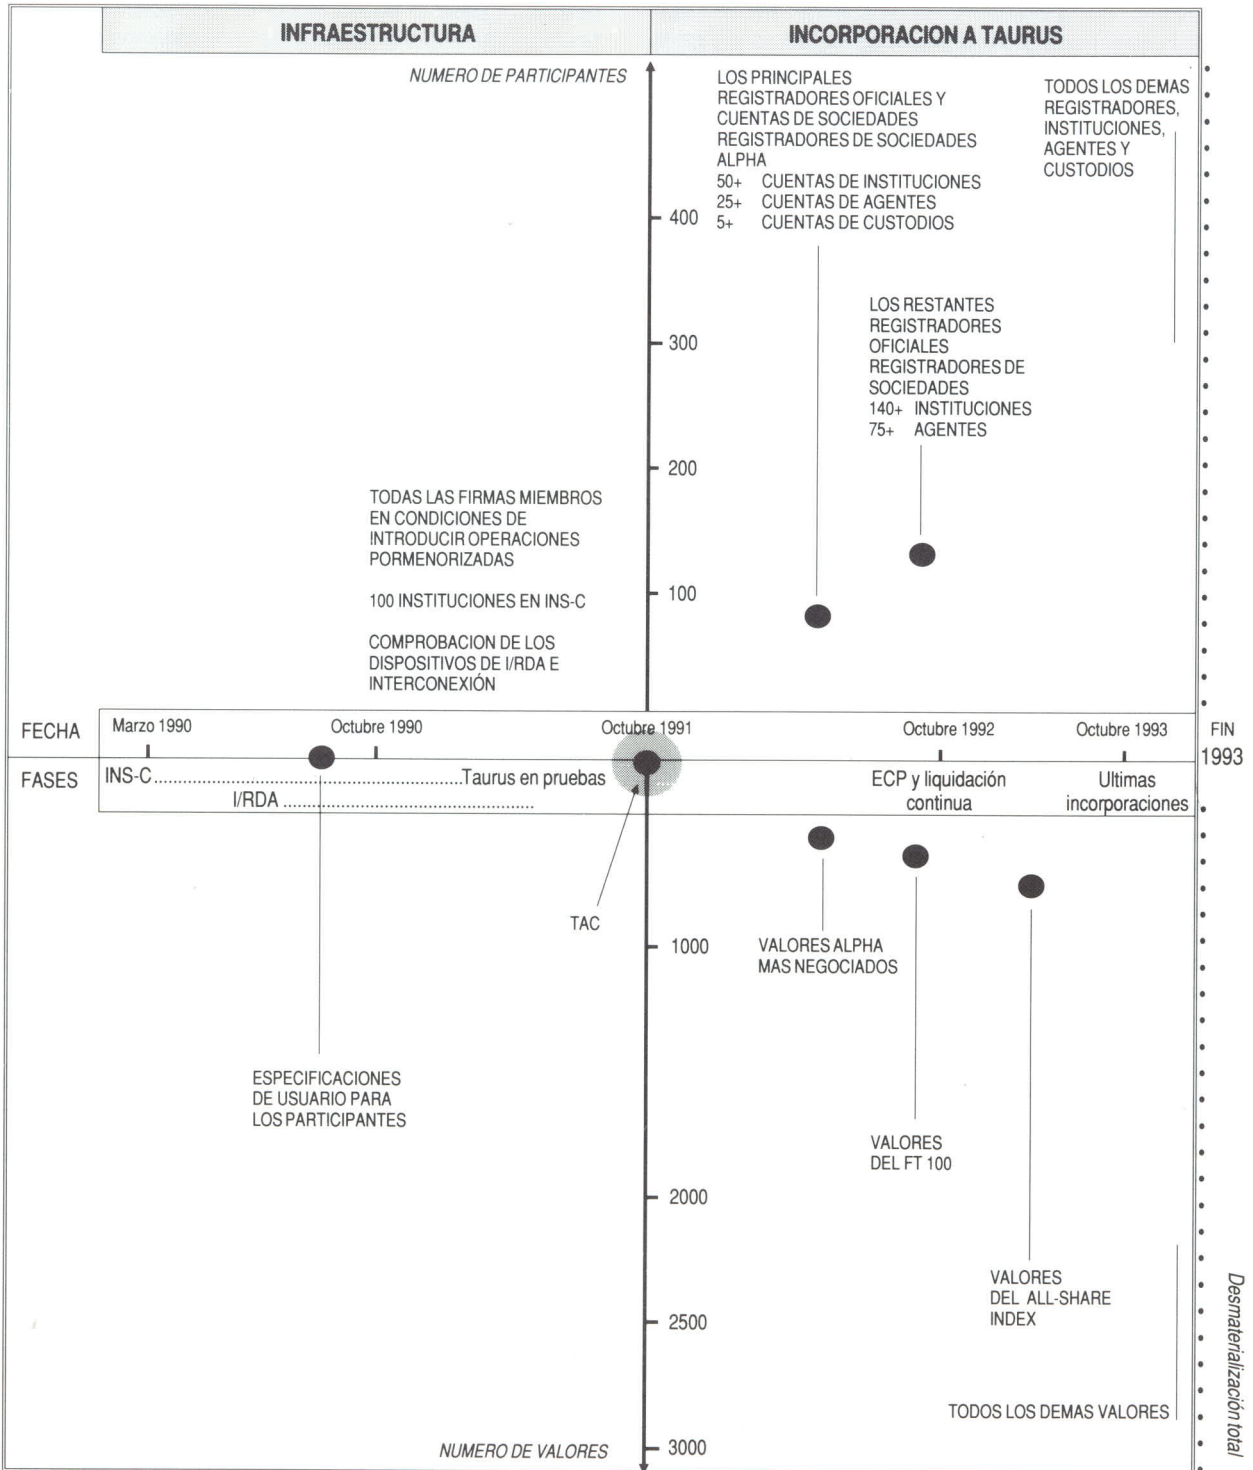 INFRAESTRUCTURA
INCORPORACION A TAURUS
NUMERO DE PARTICIPANTES
LOS PRINCIPALES
REGISTRADORES OFICIALES Y
CUENTAS DE SOCIEDADES
REGISTRADORES DE SOCIEDADES
ALPHA
50+ CUENTAS DE INSTITUCIONES
25+ CUENTAS DE AGENTES
5+ CUENTAS DE CUSTODIOS
TODOS LOS DEMAS
REGISTRADORES,
INSTITUCIONES,
AGENTES Y
CUSTODIOS
400
300
200
100
LOS RESTANTES
REGISTRADORES
OFICIALES
REGISTRADORES DE
SOCIEDADES
140+ INSTITUCIONES
75+ AGENTES
TODAS LAS FIRMAS MIEMBROS
EN CONDICIONES DE
INTRODUCIR OPERACIONES
PORMENORIZADAS
100 INSTITUCIONES EN INS-C
COMPROBACION DE LOS
DISPOSITIVOS DE I/RDA E
INTERCONEXIÓN
FECHA
Marzo 1990
Octubre 1990
Octubre 1991
Octubre 1992
Octubre 1993
FIN
1993
FASES
INS-C..........................................................Taurus en pruebas
I/RDA ...............................................
ECP y liquidación
continua
Ultimas
incorporaciones
TAC
1000
2000
2500
3000
VALORES ALPHA
MAS NEGOCIADOS
ESPECIFICACIONES
DE USUARIO PARA
LOS PARTICIPANTES
VALORES
DEL FT 100
VALORES
DEL ALL-SHARE
INDEX
TODOS LOS DEMAS VALORES
NUMERO DE VALORES
Desmaterialización total